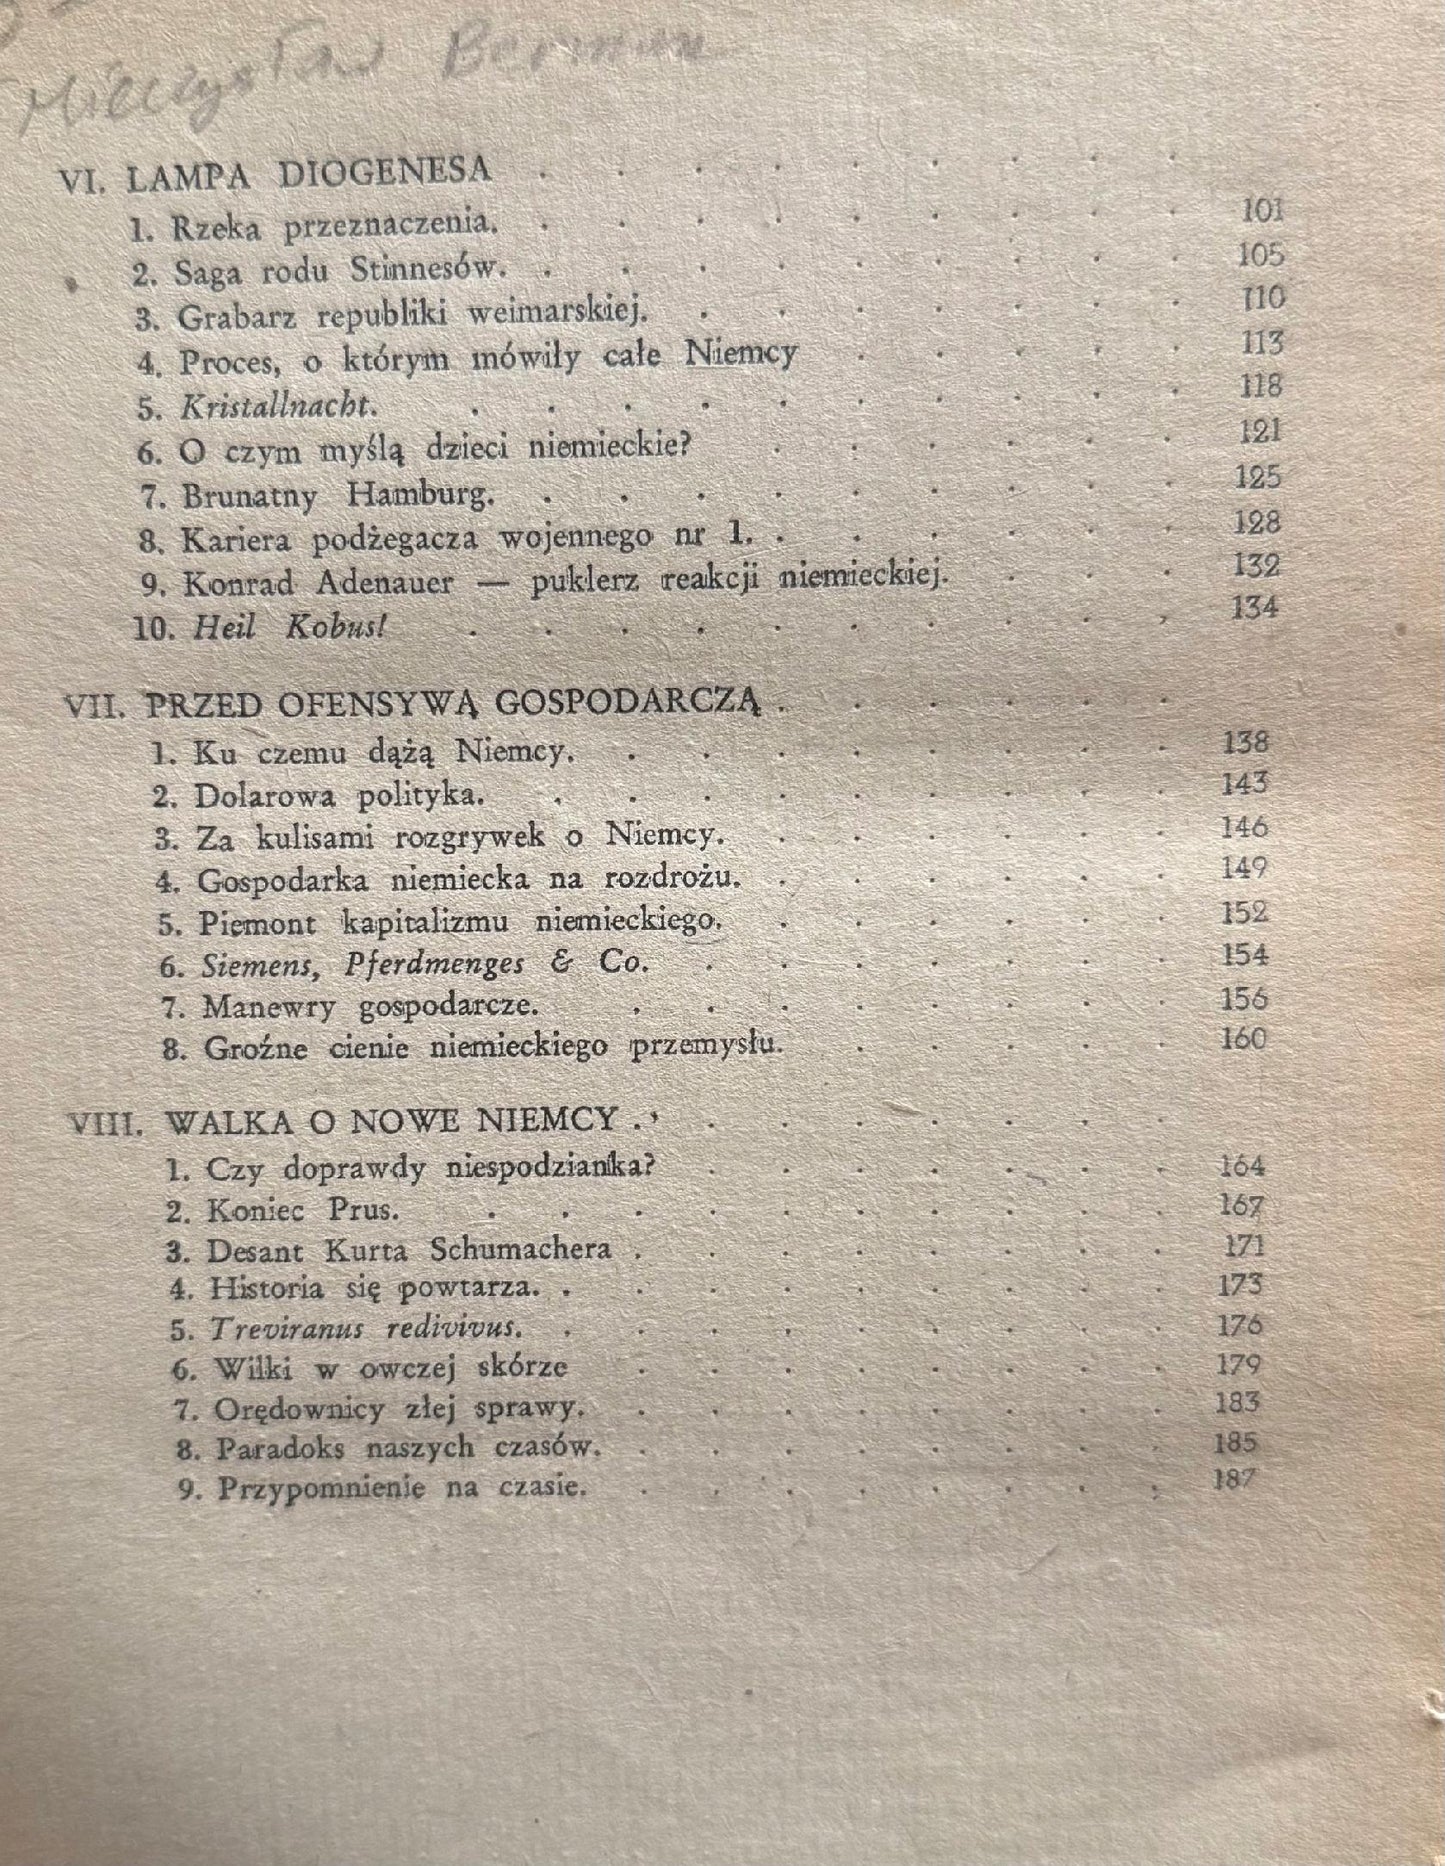 Mieczysław Berman
VI. LAMPA DIOGENESA . . . . . . . . .
1. Rzeka przeznaczenia. . . . . . . . . . 101
2. Saga rodu Stinnesów. . . . . . . . . . 105
3. Grabarz republiki weimarskiej. . . . . . . . 110
4. Proces, o którym mówiły całe Niemcy . . . . . 113
5. Kristallnacht. . . . . . . . . . . 118
6. O czym myślą dzieci niemieckie? . . . . . . 121
7. Brunatny Hamburg. . . . . . . . . . 125
8. Kariera podżegacza wojennego nr 1. . . . . . . 128
9. Konrad Adenauer — puklerz reakcji niemieckiej. . . . 132
10. Heil Kobus! . . . . . . . . . . 134
VII. PRZED OFENSYWĄ GOSPODARCZĄ . . . . . .
1. Ku czemu dążą Niemcy. . . . . . . . . 138
2. Dolarowa polityka. . . . . . . . . . 143
3. Za kulisami rozgrywek o Niemcy. . . . . . . 146
4. Gospodarka niemiecka na rozdrożu. . . . . . . 149
5. Piemont kapitalizmu niemieckiego. . . . . . . 152
6. Siemens, Pferdmenges & Co. . . . . . . . 154
7. Manewry gospodarcze. . . . . . . . . 156
8. Groźne cienie niemieckiego przemysłu. . . . . . 160
VIII. WALKA O NOWE NIEMCY . . . . . . . .
1. Czy doprawdy niespodzianka? . . . . . . . 164
2. Koniec Prus. . . . . . . . . . . 167
3. Desant Kurta Schumachera . . . . . . . . 171
4. Historia się powtarza. . . . . . . . . . 173
5. Treviranus redivivus. . . . . . . . . . 176
6. Wilki w owczej skórze . . . . . . . . 179
7. Orędownicy złej sprawy. . . . . . . . . 183
8. Paradoks naszych czasów. . . . . . . . . 185
9. Przypomnienie na czasie. . . . . . . . . 187